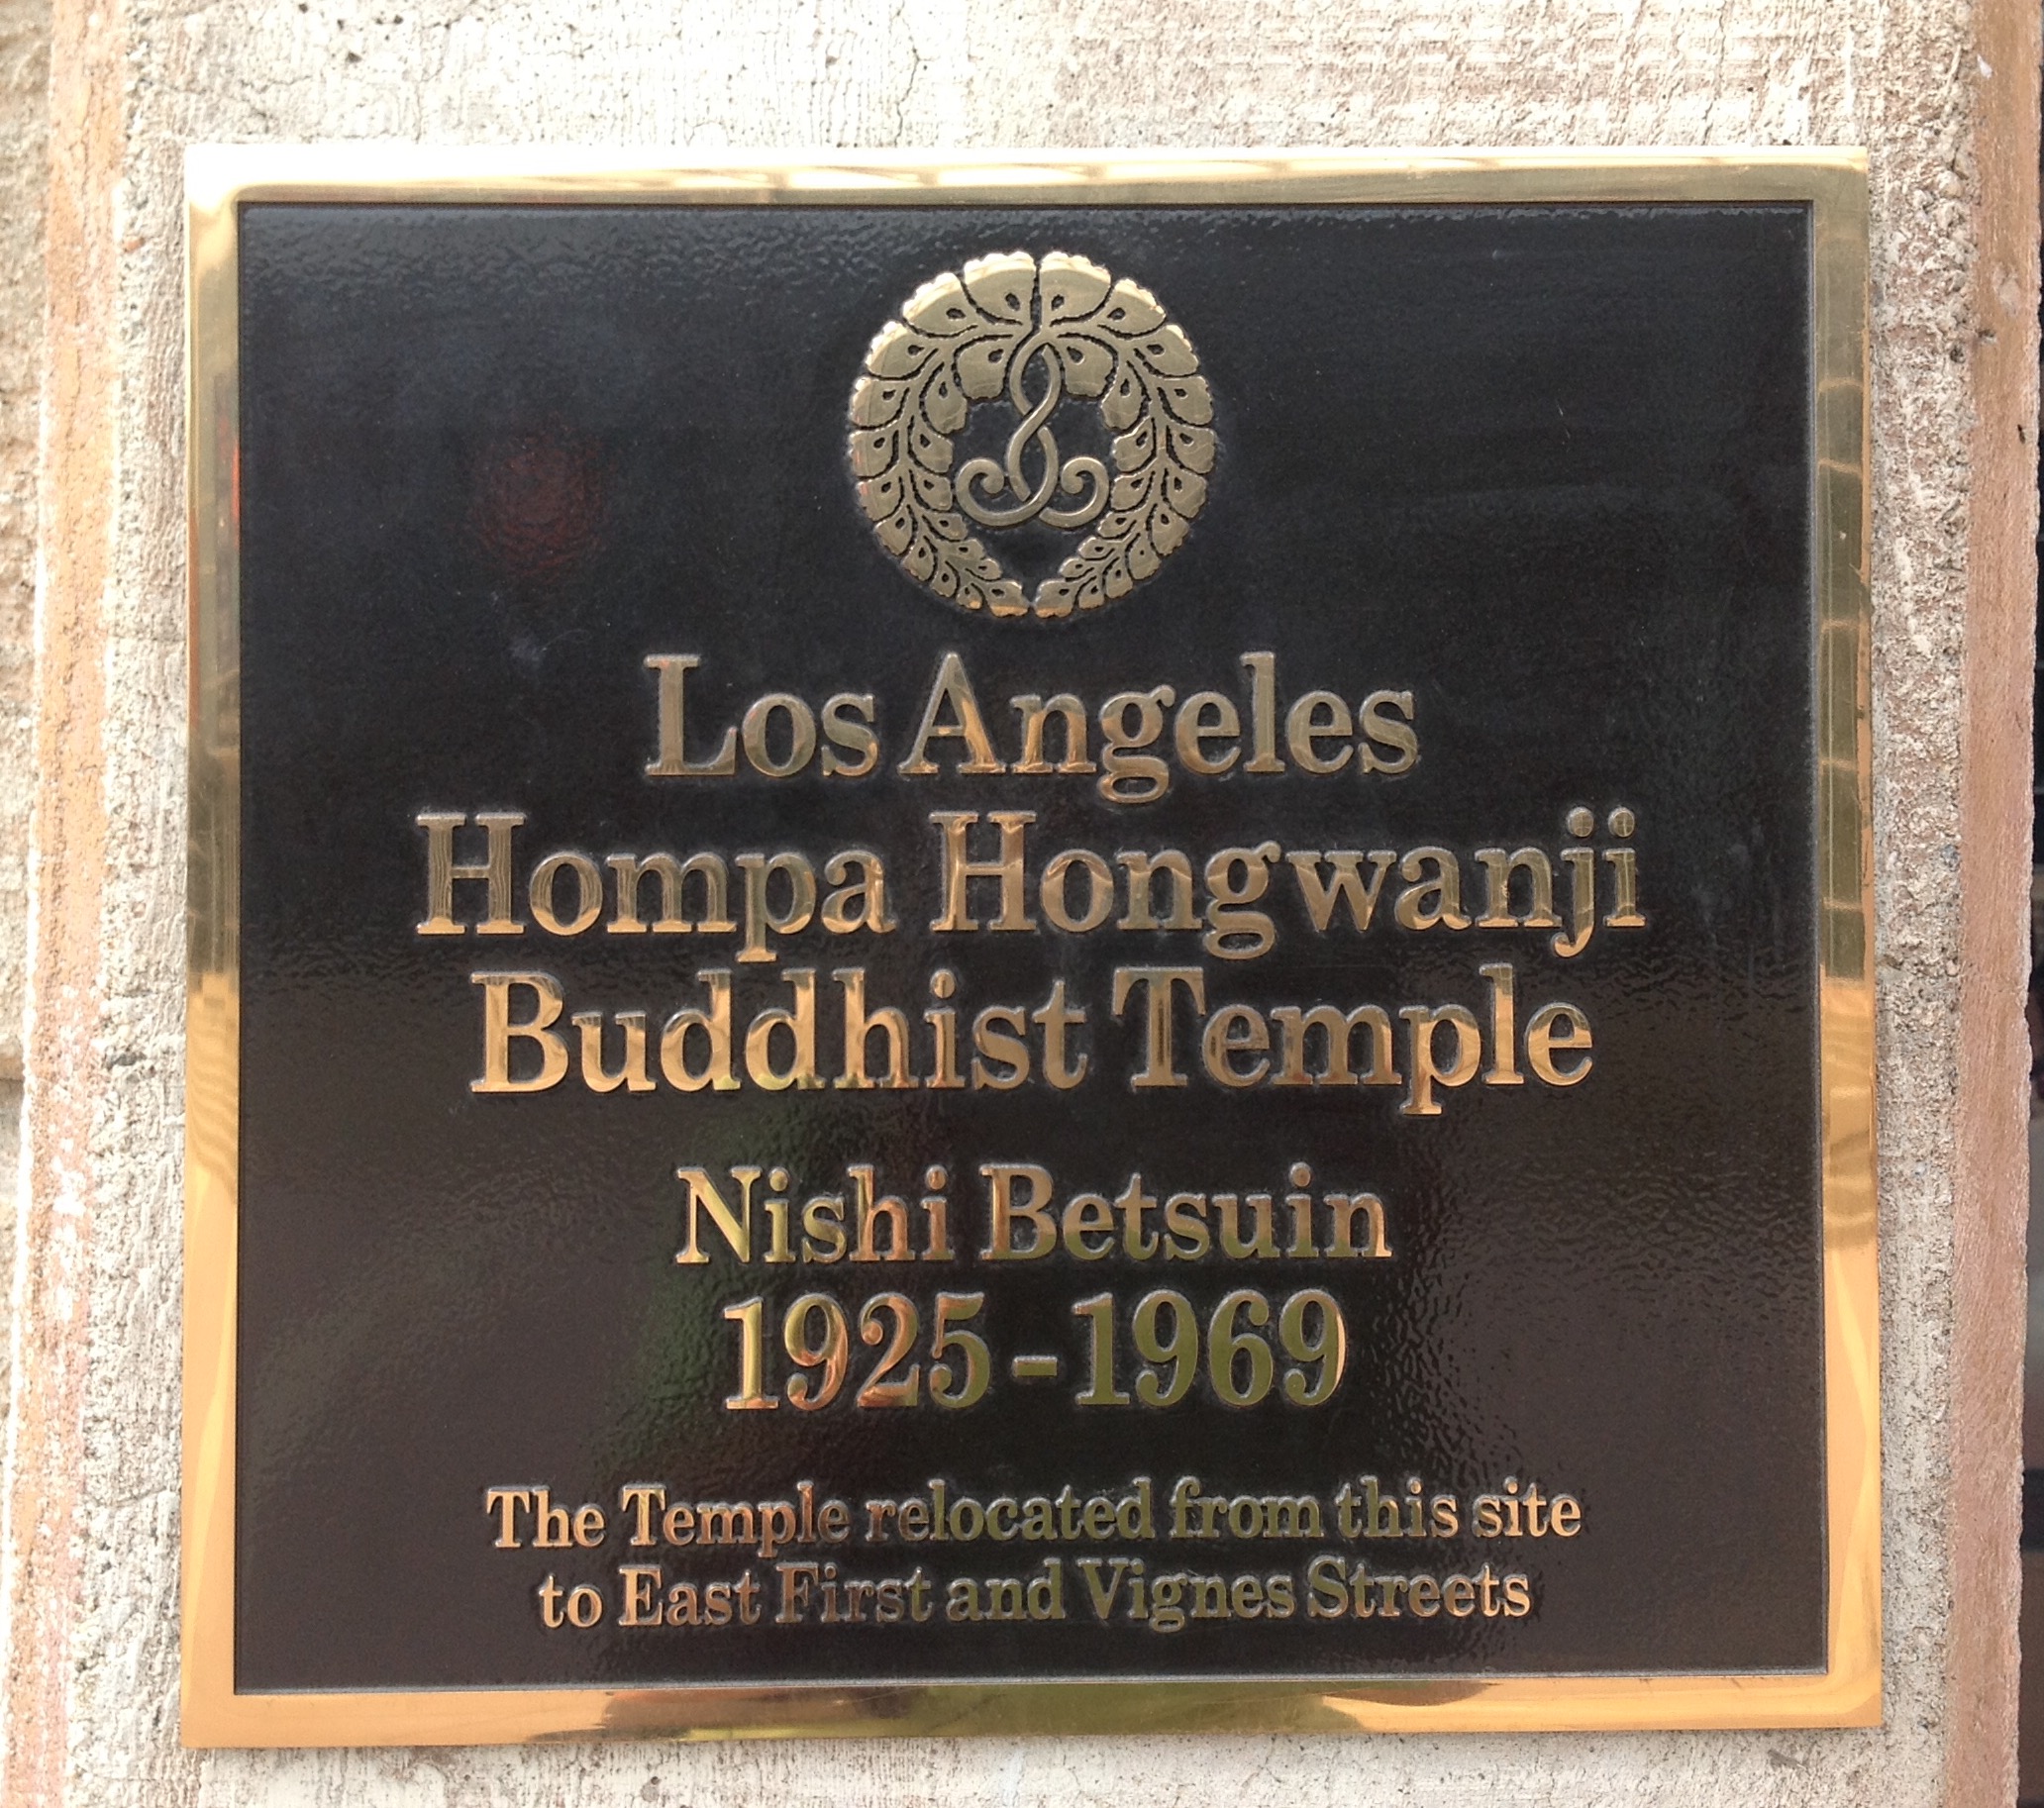 Los Angeles
Hompa Hongwanji
Buddhist Temple
Nishi Betsuin
1925-1969
The Temple relocated from this site
to East First and Vignes Streets